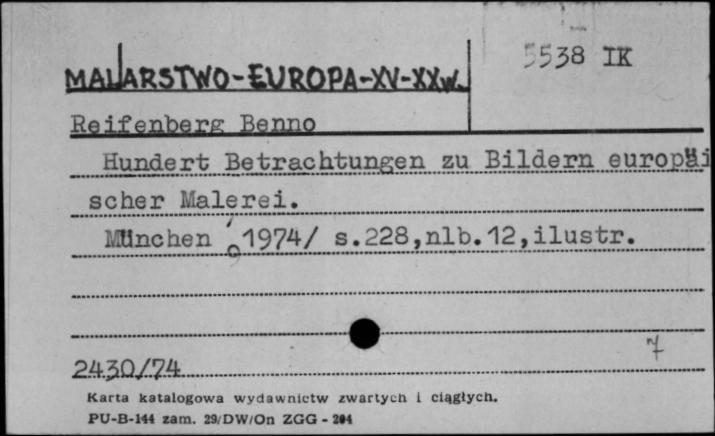 5538 IK
MALARSTWO-EUROPA-XV-XXw.
Reifenberg Benno
Hundert Betrachtungen zu Bildern europäi
scher Malerei.
München 1974/ s.228,nlb.12,ilustr.
2430/74
Karta katalogowa wydawnictw zwartych i ciągłych.
PU-B-144 zam. 29/DW/On ZGG - 204